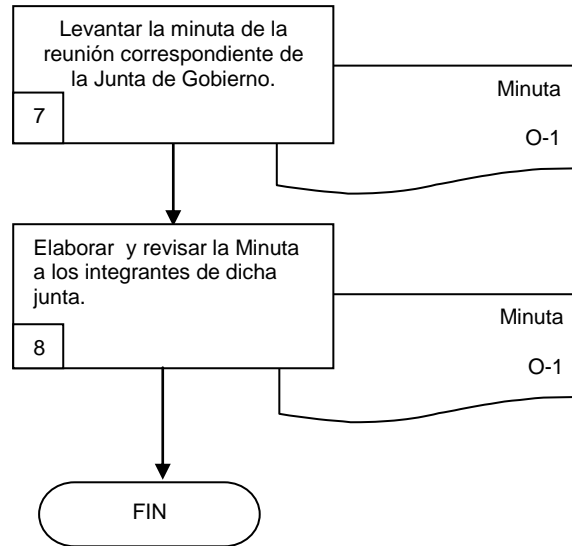 Levantar la minuta de la
reunión correspondiente de
la Junta de Gobierno.
7
Minuta
O-1
Elaborar y revisar la Minuta
a los integrantes de dicha
junta.
8
Minuta
O-1
FIN